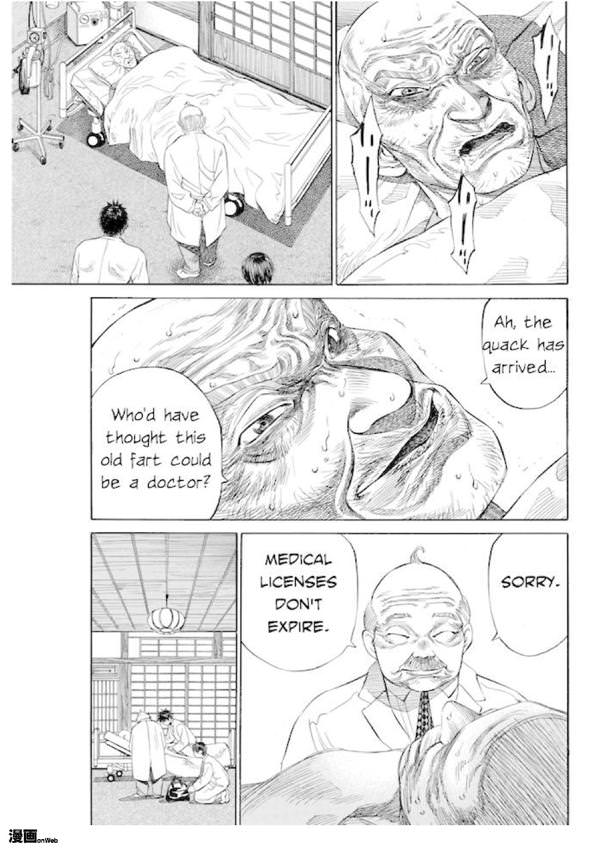 Ah, the
quack has
arrived...
Who'd have
thought this
old fart could
be a doctor?
SORRY.
MEDICAL
LICENSES
DON'T
EXPIRE.
漫画onWeb